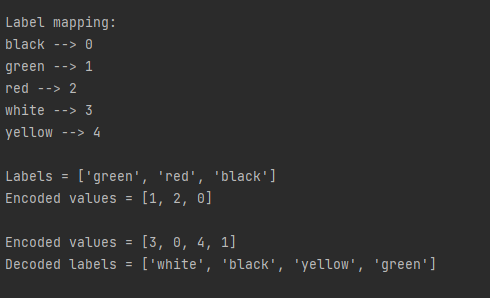 Label mapping:
black --> 0
green --> 1
red --> 2
white --> 3
yellow --> 4
Labels = ['green', 'red', 'black']
Encoded values = [1, 2, 0]
Encoded values = [3, 0, 4, 1]
Decoded labels = ['white', 'black', 'yellow', 'green']